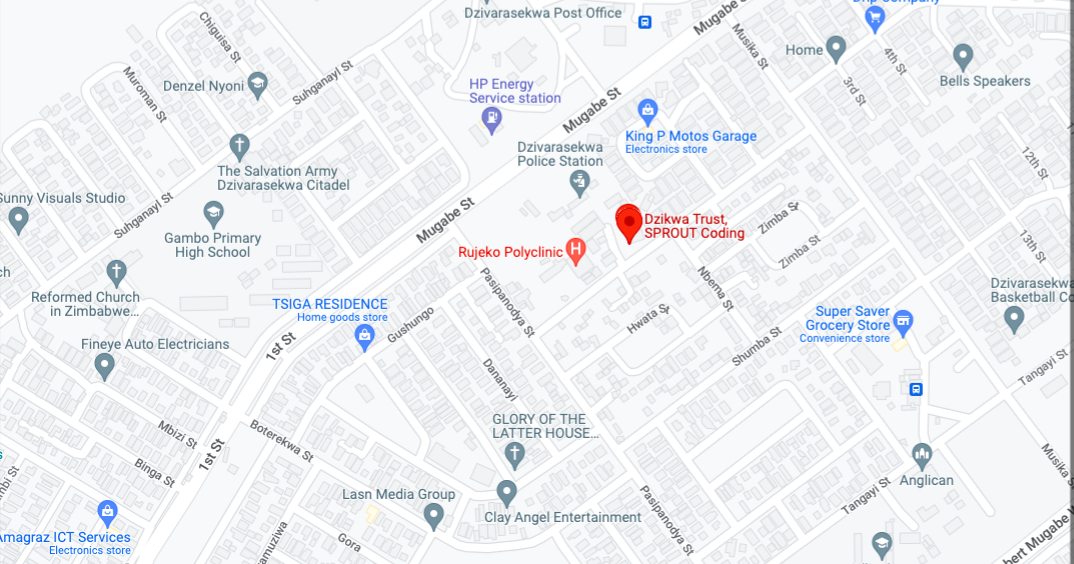 Dzivarasekwa Post Office
Mugabe St
Chiguisa St
Musika St
Home
4th St
3rd St
Bells Speakers
Muroman St
Denzel Nyoni
Suhganayl St
HP Energy
Service station
Mugabe St
King P Motos Garage
Electronics store
Dzivarasekwa
Police Station
12th St
The Salvation Army
Dzivarasekwa Citadel
Sunny Visuals Studio
Suhganayl St
Gambo Primary
High School
Mugabe St
Dzikwa Trust,
SPROUT Coding
Zimba St
Zimba St
13th St
Rujeko Polyclinic
Pasipanodya St
Nbema St
Reformed Church
in Zimbabwe...
TSIGA RESIDENCE
Home goods store
Gushungo
Hwata St
Super Saver
Grocery Store
Convenience store
Dzivarasekwa
Basketball Co
Fineye Auto Electricians
1st St
Shumba St
Tangayi St
Dananayi
GLORY OF THE
LATTER HOUSE...
Mbizi St
Boterekwa St
1st St
Binga St
Anglican
Musika S
Lasn Media Group
Clay Angel Entertainment
Pasipanodya St
Tangayi St
Amagraz ICT Services
Electronics store
amuziwa
Gora
bert Mugabe W